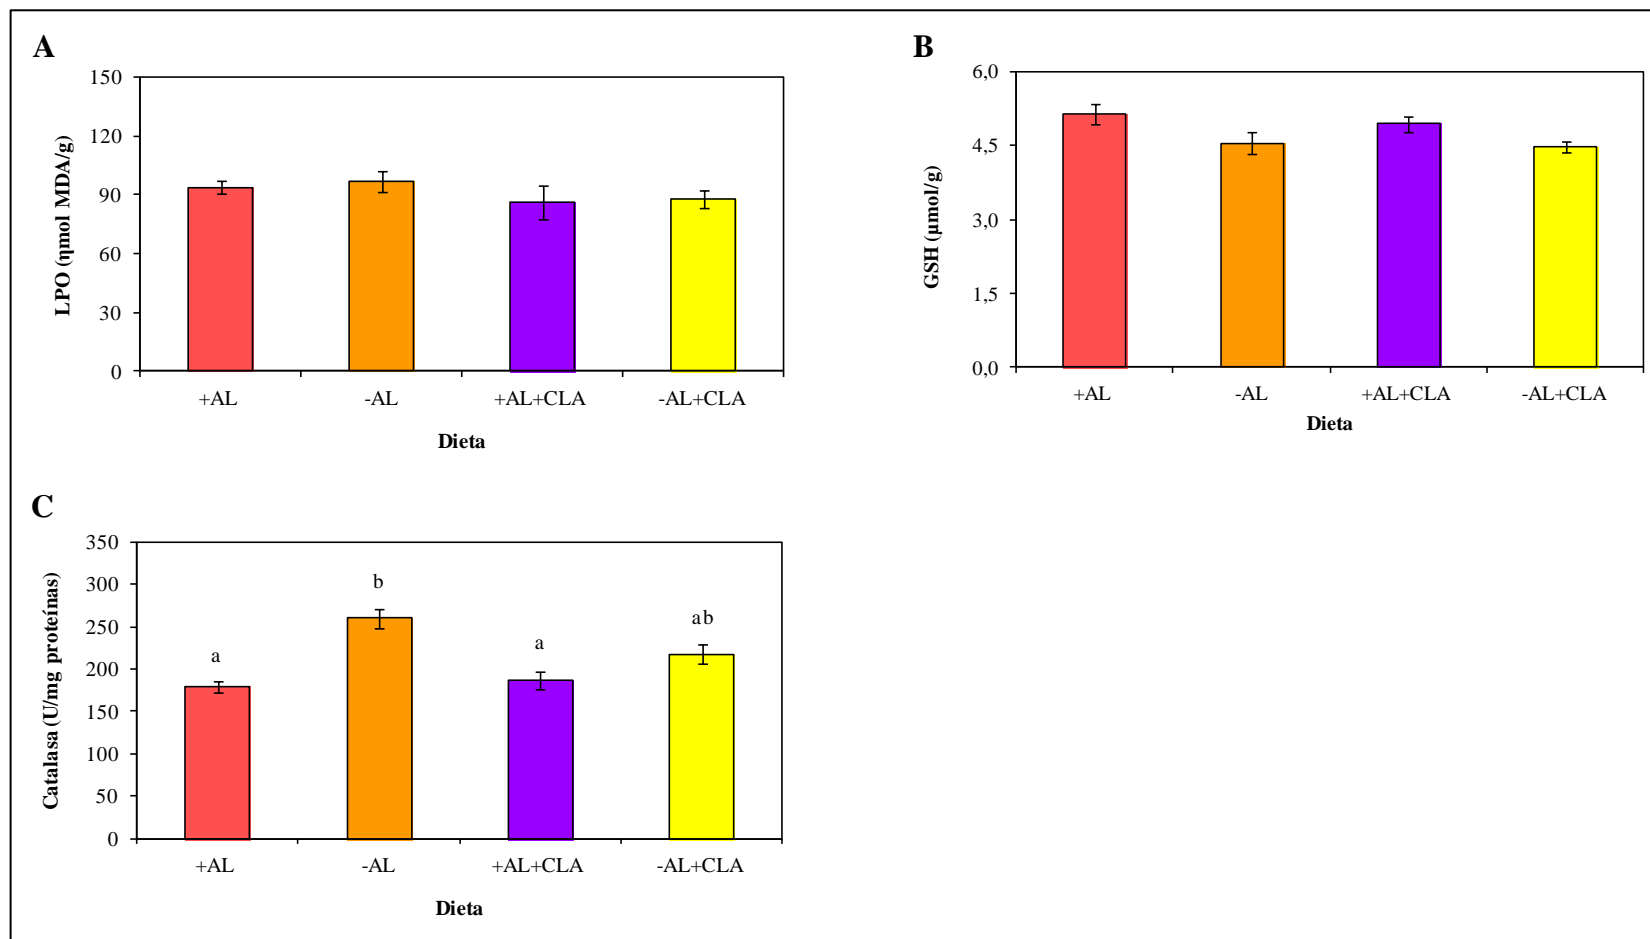 A
150
120
90
60
30
0
LPO (ηmol MDA/g)
+AL -AL +AL+CLA -AL+CLA
Dieta
B
6,0
4,5
3,0
1,5
0,0
GSH (µmol/g)
+AL -AL +AL+CLA -AL+CLA
Dieta
C
350
300
250
200
150
100
50
0
Catalasa (U/mg proteínas)
a b a ab
+AL -AL +AL+CLA -AL+CLA
Dieta